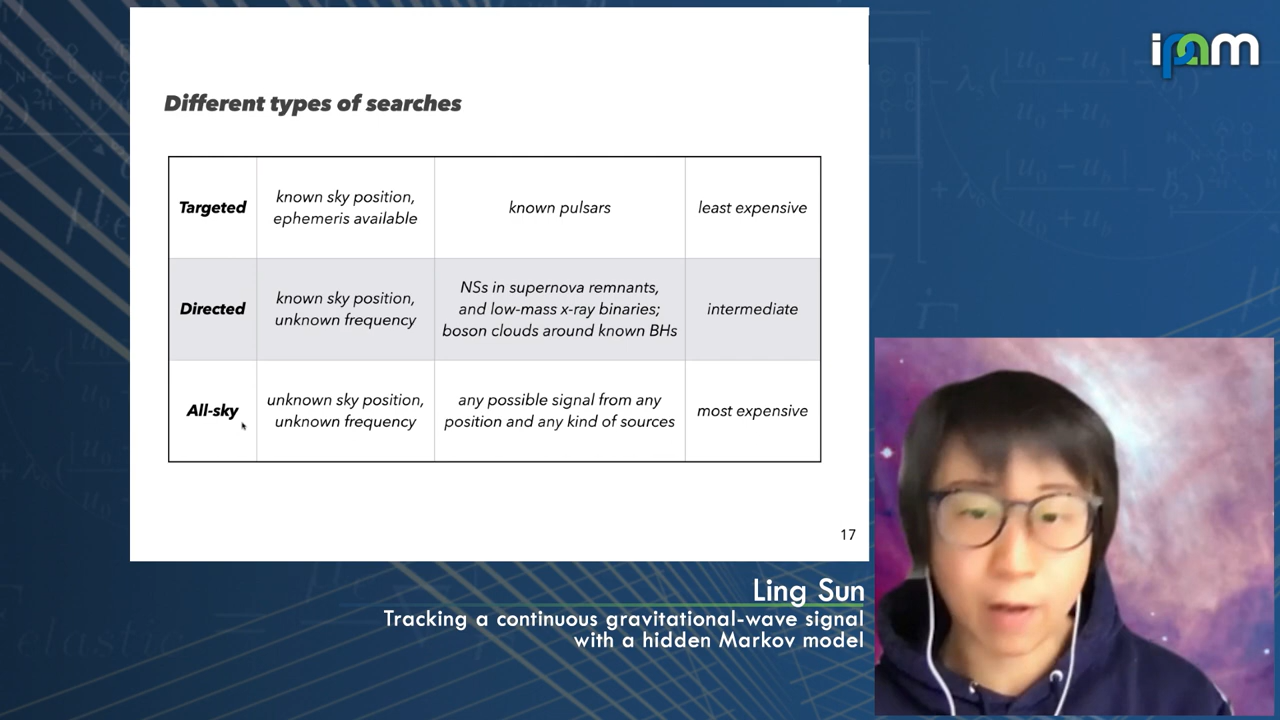 ipam
Different types of searches
Targeted
known sky position,
ephemeris available
known pulsars
least expensive
Directed
known sky position,
unknown frequency
NSs in supernova remnants,
and low-mass x-ray binaries;
boson clouds around known BHs
intermediate
All-sky
unknown sky position,
unknown frequency
any possible signal from any
position and any kind of sources
most expensive
17
Ling Sun
Tracking a continuous gravitational-wave signal
with a hidden Markov model